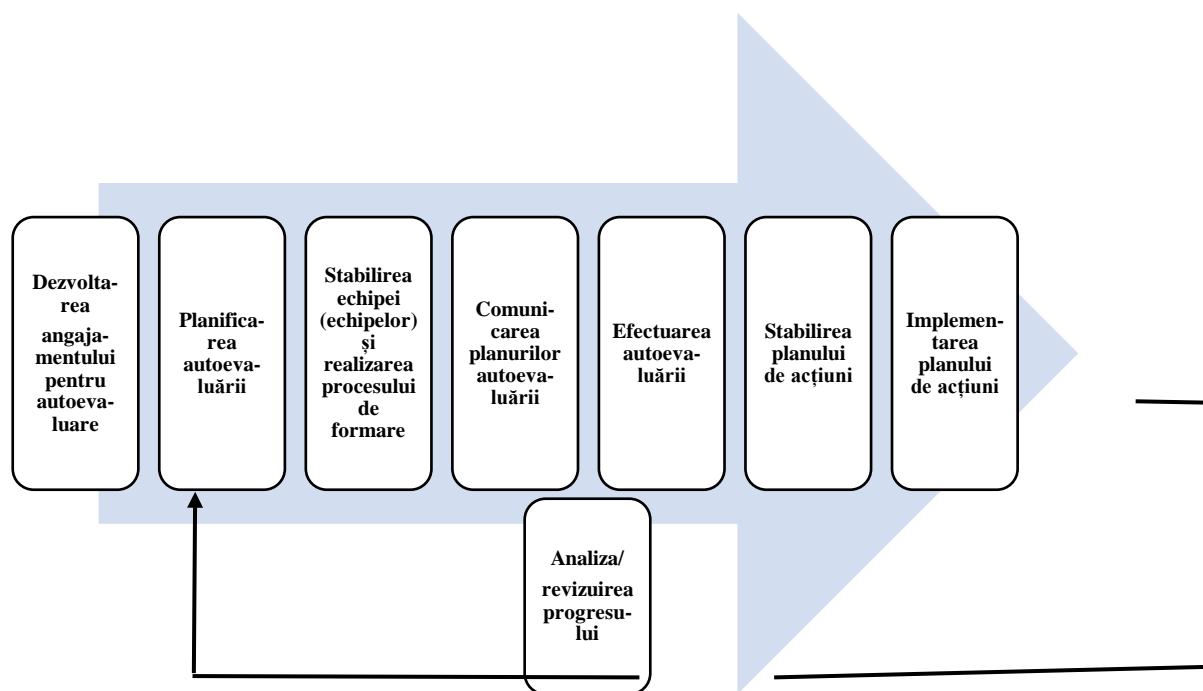 Dezvolta-
rea
angaja-
mentului
pentru
autoeva-
luare
Planifica-
rea
autoeva-
luării
Stabilirea
echipei
(echipelor)
și
realizarea
procesului
de
formare
Comuni-
carea
planurilor
autoeva-
luării
Efectuarea
autoeva-
luării
Stabilirea
planului
de acțiuni
Implemen-
tarea
planului
de acțiuni
Analiza/
revizuirea
progresu-
lui